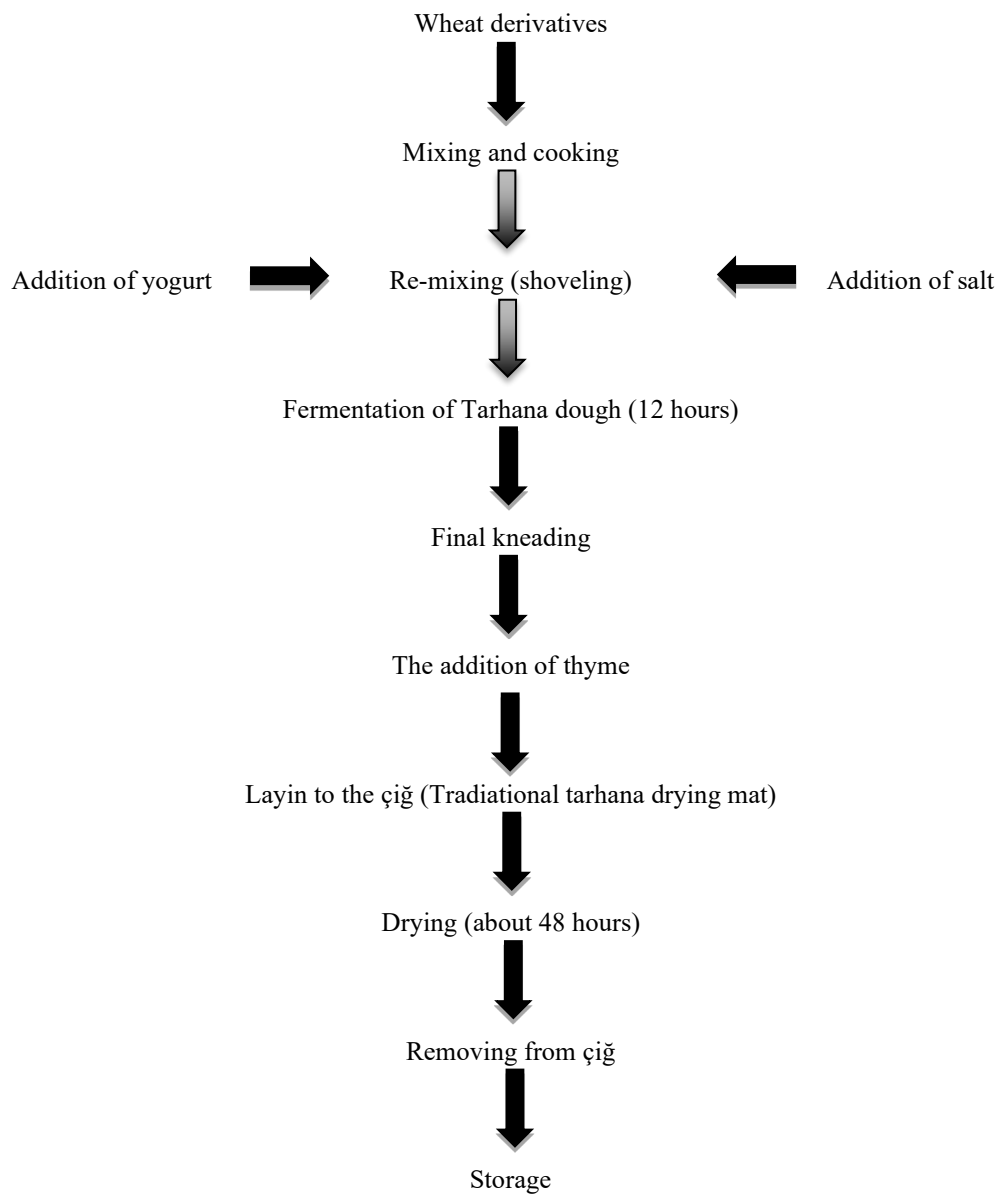 Wheat derivatives
Mixing and cooking
Addition of yogurt
Re-mixing (shoveling)
Addition of salt
Fermentation of Tarhana dough (12 hours)
Final kneading
The addition of thyme
Layin to the çiğ (Tradiational tarhana drying mat)
Drying (about 48 hours)
Removing from çiğ
Storage